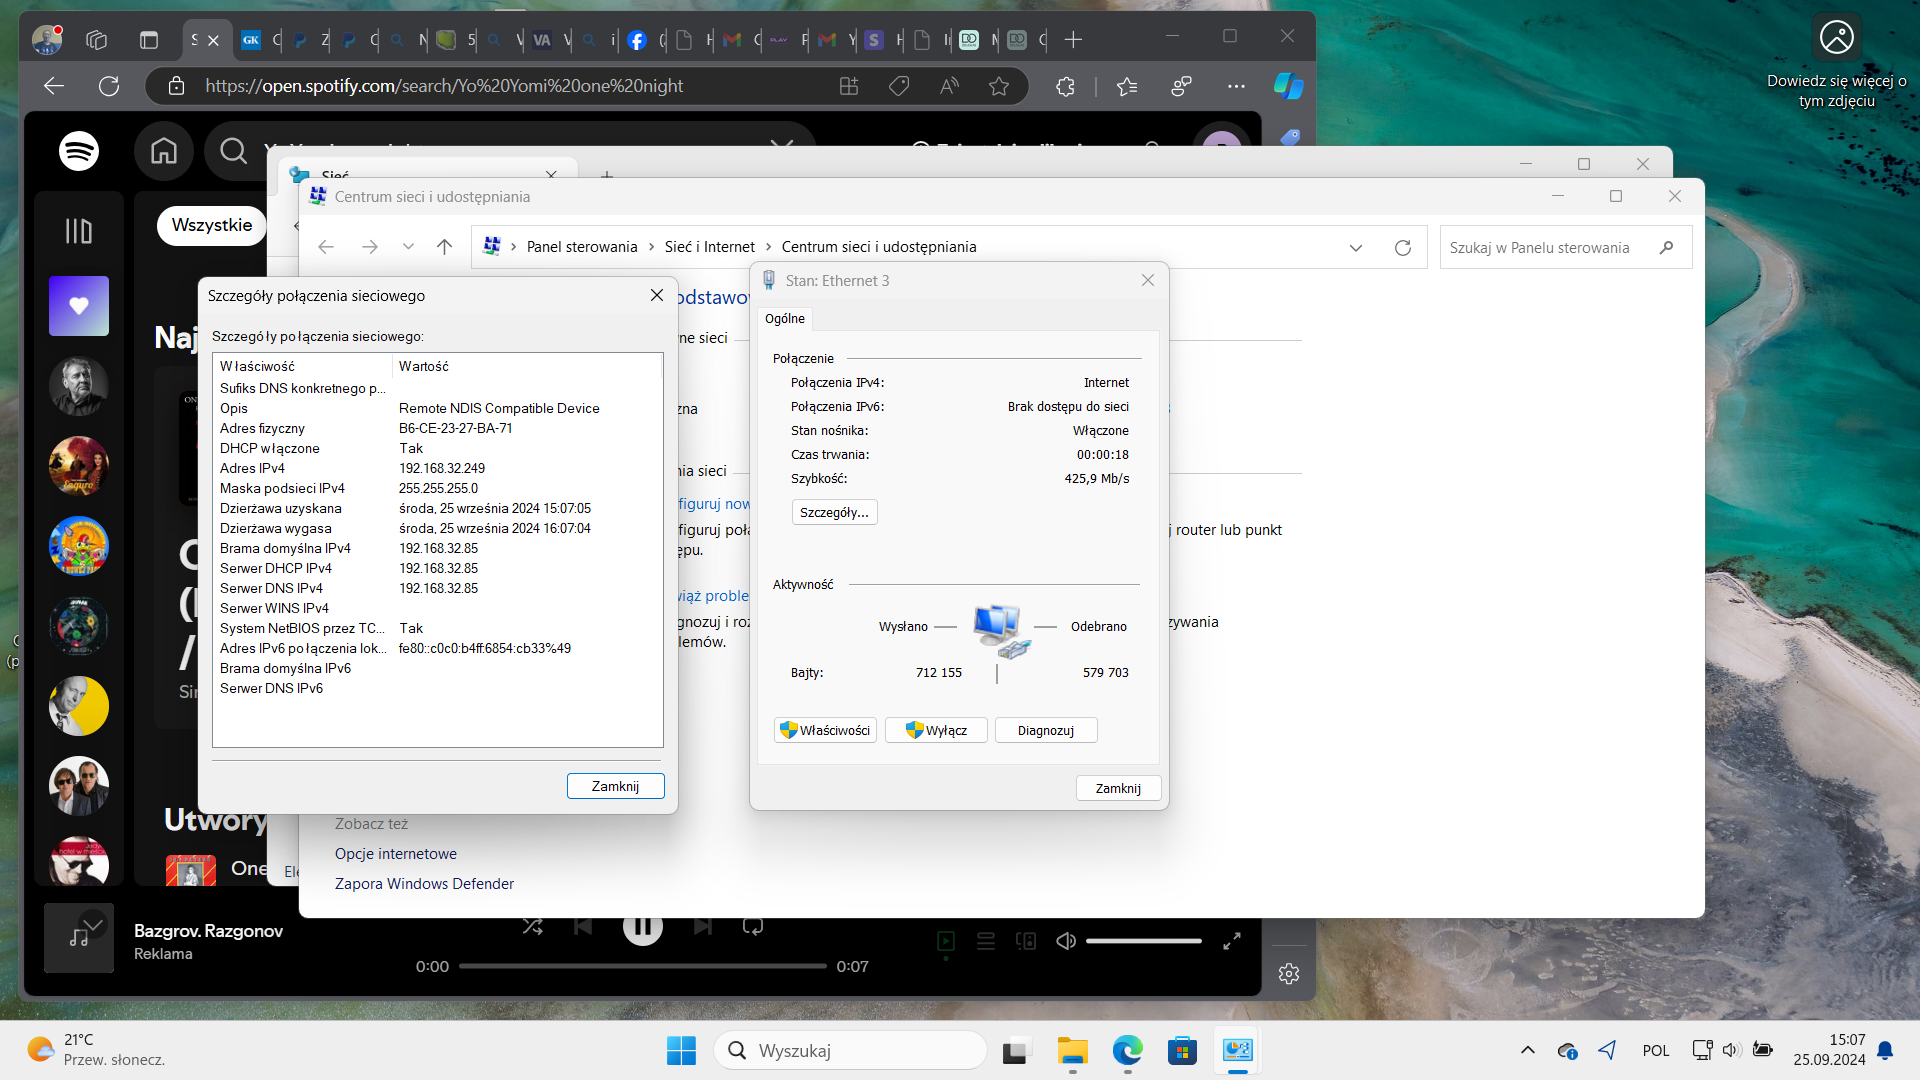 https://open.spotify.com/search/Yo%20Yomi%20one%20night
Dowiedz się więcej o
tym zdjęciu
Sieć
Centrum sieci i udostępniania
Wszystkie
Panel sterowania
Sieć i Internet
Centrum sieci i udostępniania
Szukaj w Panelu sterowania
Szczegóły połączenia sieciowego
Szczegóły połączenia sieciowego:
Właściwość Wartość
Sufiks DNS konkretnego p...
Opis Remote NDIS Compatible Device
Adres fizyczny B6-CE-23-27-BA-71
DHCP włączone Tak
Adres IPv4 192.168.32.249
Maska podsieci IPv4 255.255.255.0
Dzierżawa uzyskana środa, 25 września 2024 15:07:05
Dzierżawa wygasa środa, 25 września 2024 16:07:04
Brama domyślna IPv4 192.168.32.85
Serwer DHCP IPv4 192.168.32.85
Serwer DNS IPv4 192.168.32.85
Serwer WINS IPv4
System NetBIOS przez TC... Tak
Adres IPv6 połączenia lok... fe80::c0c0:b4ff:6854:cb33%49
Brama domyślna IPv6
Serwer DNS IPv6
Zamknij
Stan: Ethernet 3
Ogólne
Połączenie
Połączenia IPv4: Internet
Połączenia IPv6: Brak dostępu do sieci
Stan nośnika: Włączone
Czas trwania: 00:00:18
Szybkość: 425,9 Mb/s
Szczegóły...
Aktywność
Wysłano Odebrano
Bajty: 712 155 579 703
Właściwości Wyłącz Diagnozuj
Zamknij
odstawo
ne sieci
zna
nia sieci
figuruj now
figuruj poła
j router lub punkt
ępu.
wiąż proble
gnozuj i roz
zywania
lemów.
Naj
Utwory
One
Zobacz też
Opcje internetowe
Zapora Windows Defender
Bazgrov. Razgonov
Reklama
0:00 0:07
21°C
Przew. słonecz.
Wyszukaj
POL
15:07
25.09.2024